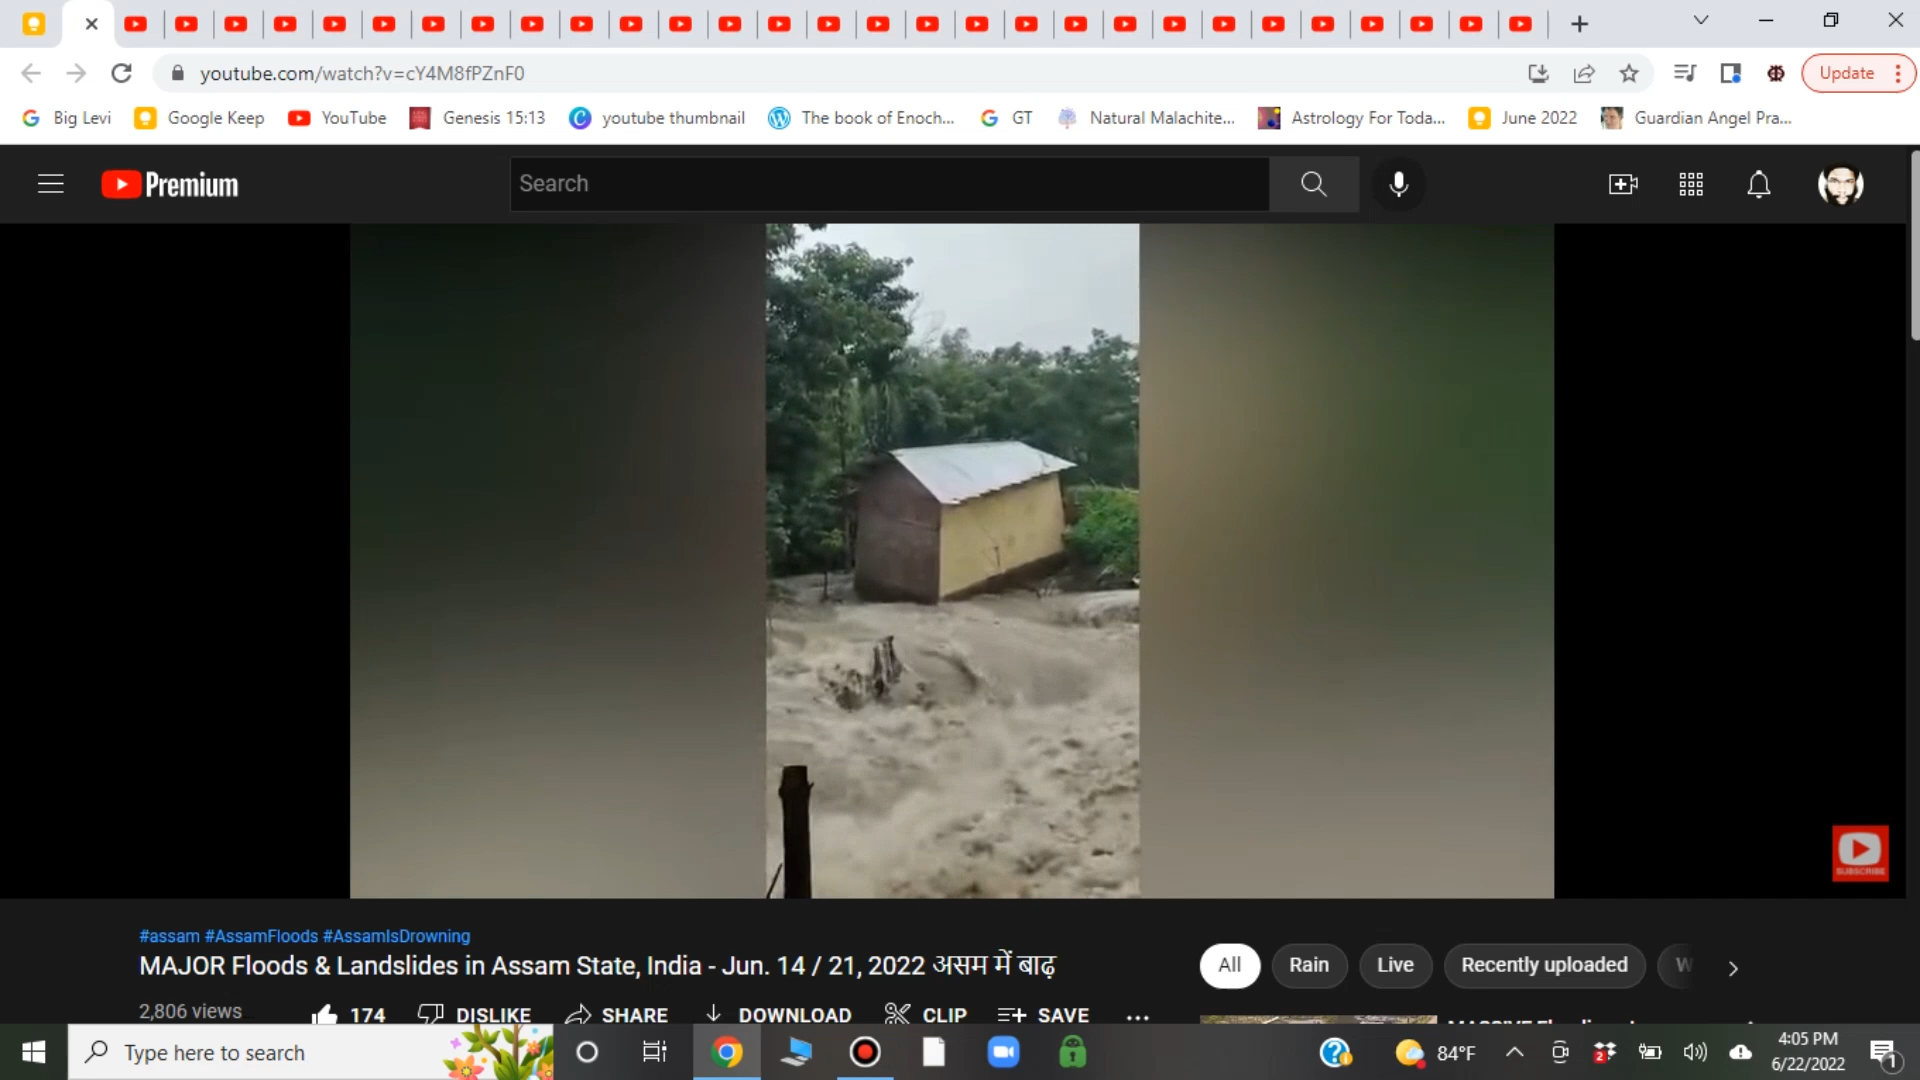 youtube.com/watch?v=cY4M8fPZnF0
Update
Big Levi
Google Keep
YouTube
Genesis 15:13
youtube thumbnail
The book of Enoch...
GT
Natural Malachite...
Astrology For Toda...
June 2022
Guardian Angel Pra...
Premium
Search
SUBSCRIBE
#assam #AssamFloods #AssamIsDrowning
MAJOR Floods & Landslides in Assam State, India - Jun. 14 / 21, 2022 असम में बाढ़
All
Rain
Live
Recently uploaded
W
2,806 views
174
DISLIKE
SHARE
DOWNLOAD
CLIP
SAVE
Type here to search
84°F
4:05 PM
6/22/2022
1